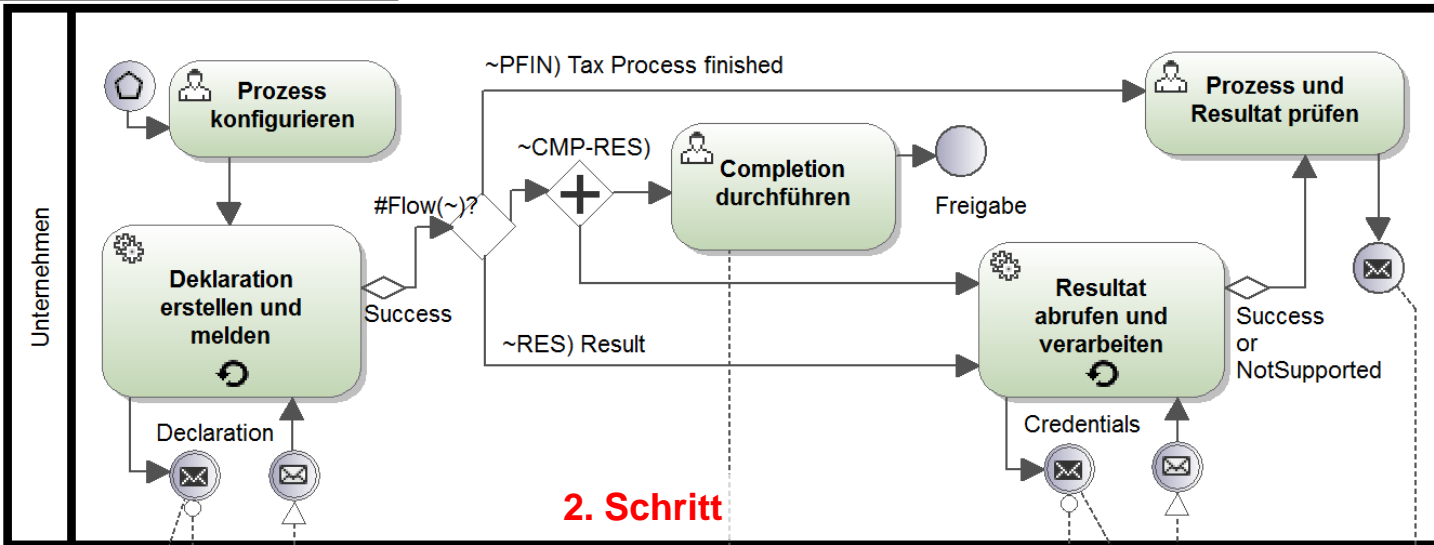 Unternehmen
Prozess
konfigurieren
~PFIN) Tax Process finished
Prozess und
Resultat prüfen
~CMP-RES)
Completion
durchführen
Freigabe
#Flow(~)?
Deklaration
erstellen und
melden
Success
~RES) Result
Resultat
abrufen und
verarbeiten
Success
or
NotSupported
Declaration
Credentials
2. Schritt